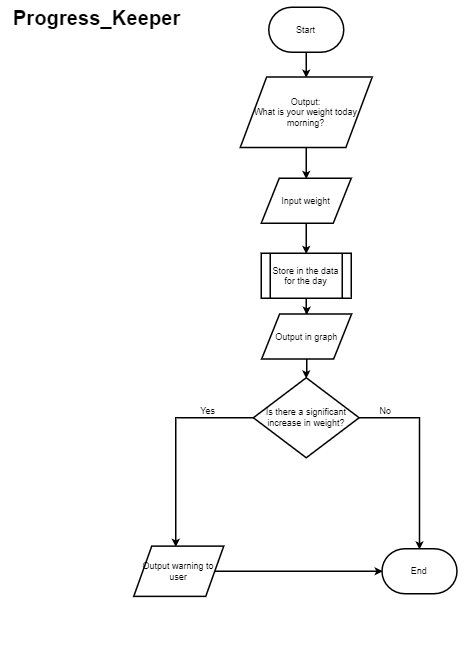 Progress_Keeper
Start
Output:
What is your weight today
morning?
Input weight
Store in the data
for the day
Output in graph
Is there a significant
increase in weight?
Yes
No
Output warning to
user
End